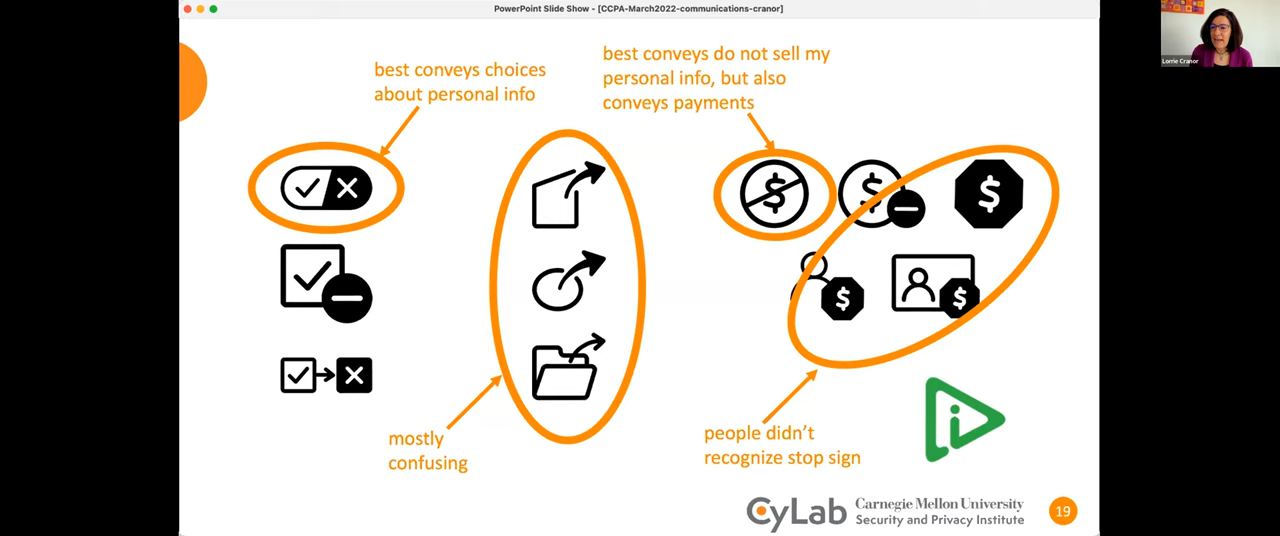 PowerPoint Slide Show - [CCPA-March2022-communications-cranor]
Lorrie Cranor
best conveys choices
about personal info
best conveys do not sell my
personal info, but also
conveys payments
$
$
$
$
$
mostly
confusing
people didn't
recognize stop sign
i
CyLab
Carnegie Mellon University
Security and Privacy Institute
19